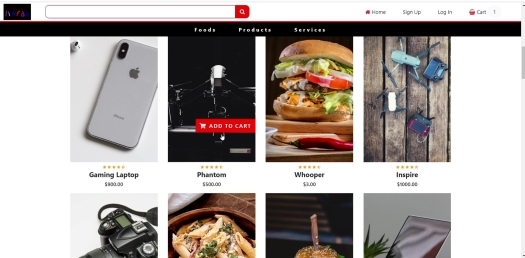 Home Sign Up Log In Cart 1
Foods Products Services
iPhone
ADD TO CART
Gaming Laptop Phantom Whooper Inspire
$900.00 $500.00 $3.00 $1000.00